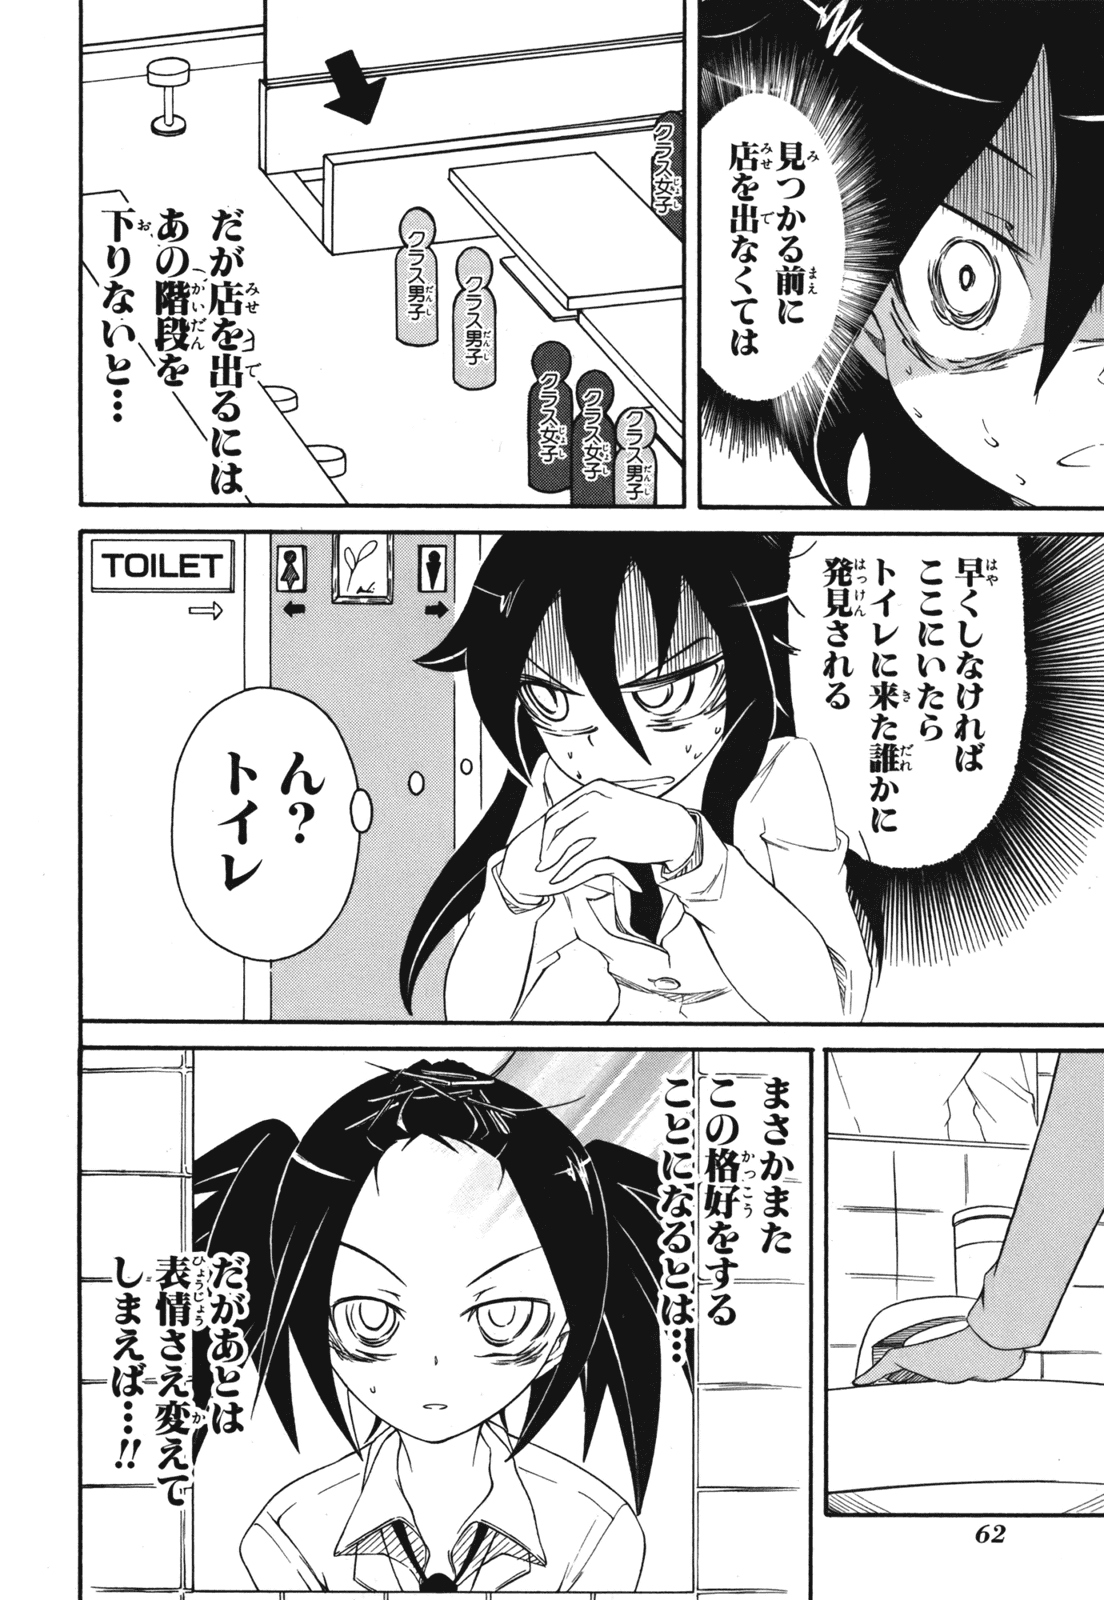 見つかる前に
店を出なくては
だが店を出るには
あの階段を
下りないと…
クラス女子
クラス男子
クラス男子
クラス女子
クラス女子
クラス男子
早くしなければ
ここにいたら
トイレに来た誰かに
発見される
TOILET
ん?
トイレ
まさかまた
この格好をする
ことになるとは…
だがあとは
表情さえ変えて
しまえば…!!
62